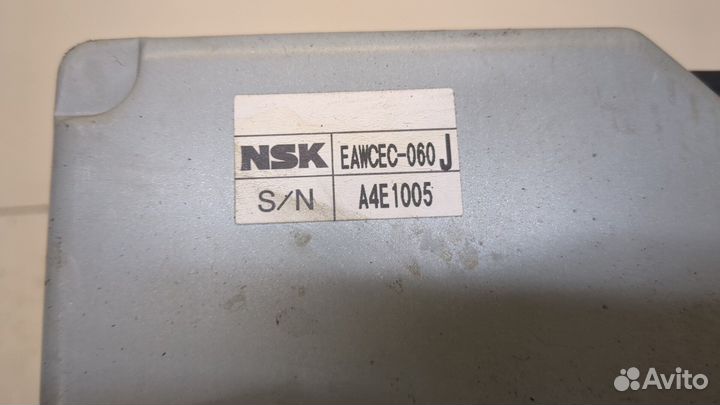 NSK EAWCEC-060 J
S/N A4E1005
Avito